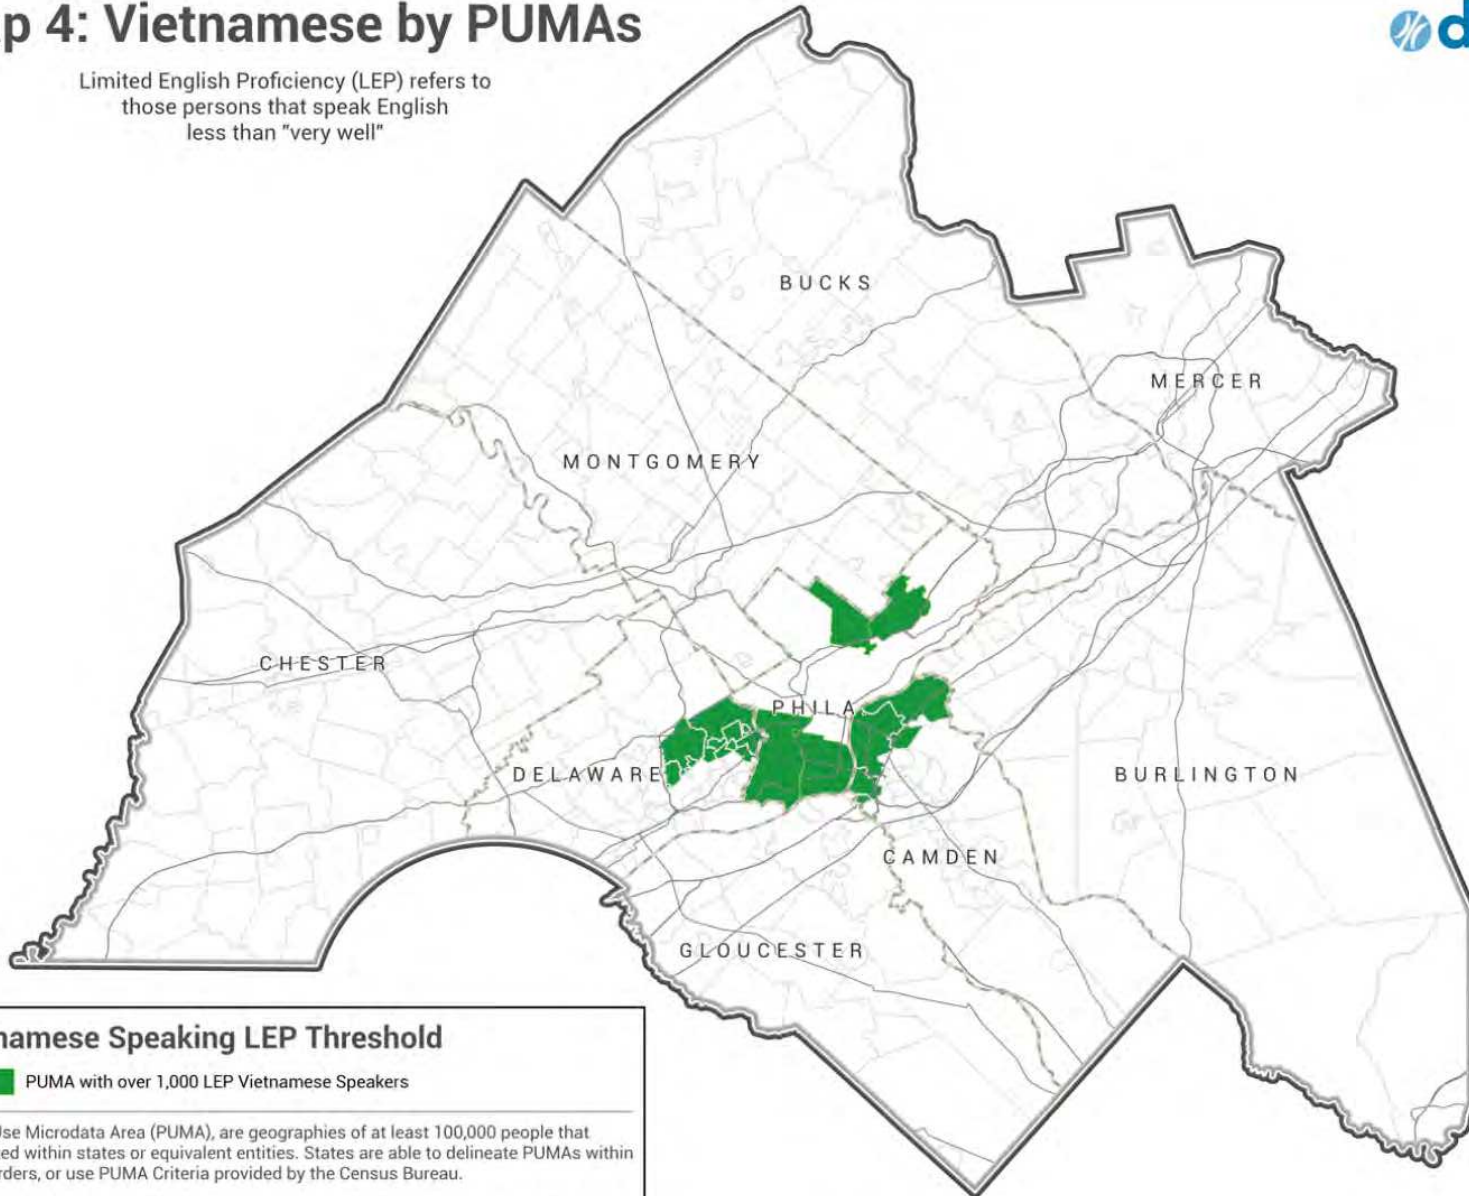 p 4: Vietnamese by PUMAs
d
Limited English Proficiency (LEP) refers to
those persons that speak English
less than "very well"
BUCKS
MERCER
MONTGOMERY
CHESTER
PHILA
DELAWARE
BURLINGTON
CAMDEN
GLOUCESTER
namese Speaking LEP Threshold
PUMA with over 1,000 LEP Vietnamese Speakers
Use Microdata Area (PUMA), are geographies of at least 100,000 people that
ed within states or equivalent entities. States are able to delineate PUMAs within
rders, or use PUMA Criteria provided by the Census Bureau.